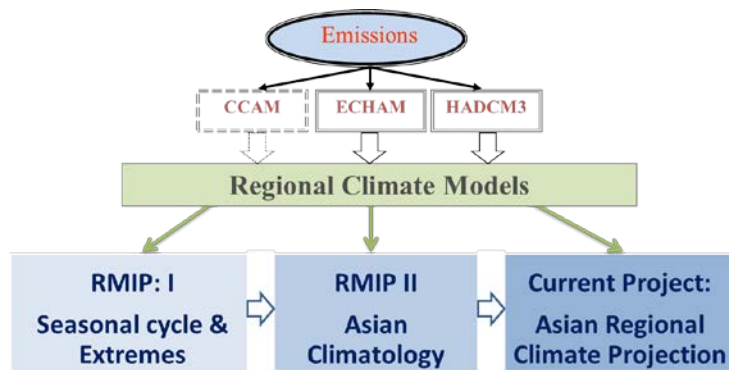 Emissions
CCAM
ECHAM
HADCM3
Regional Climate Models
RMIP: I
Seasonal cycle &
Extremes
RMIP II
Asian
Climatology
Current Project:
Asian Regional
Climate Projection